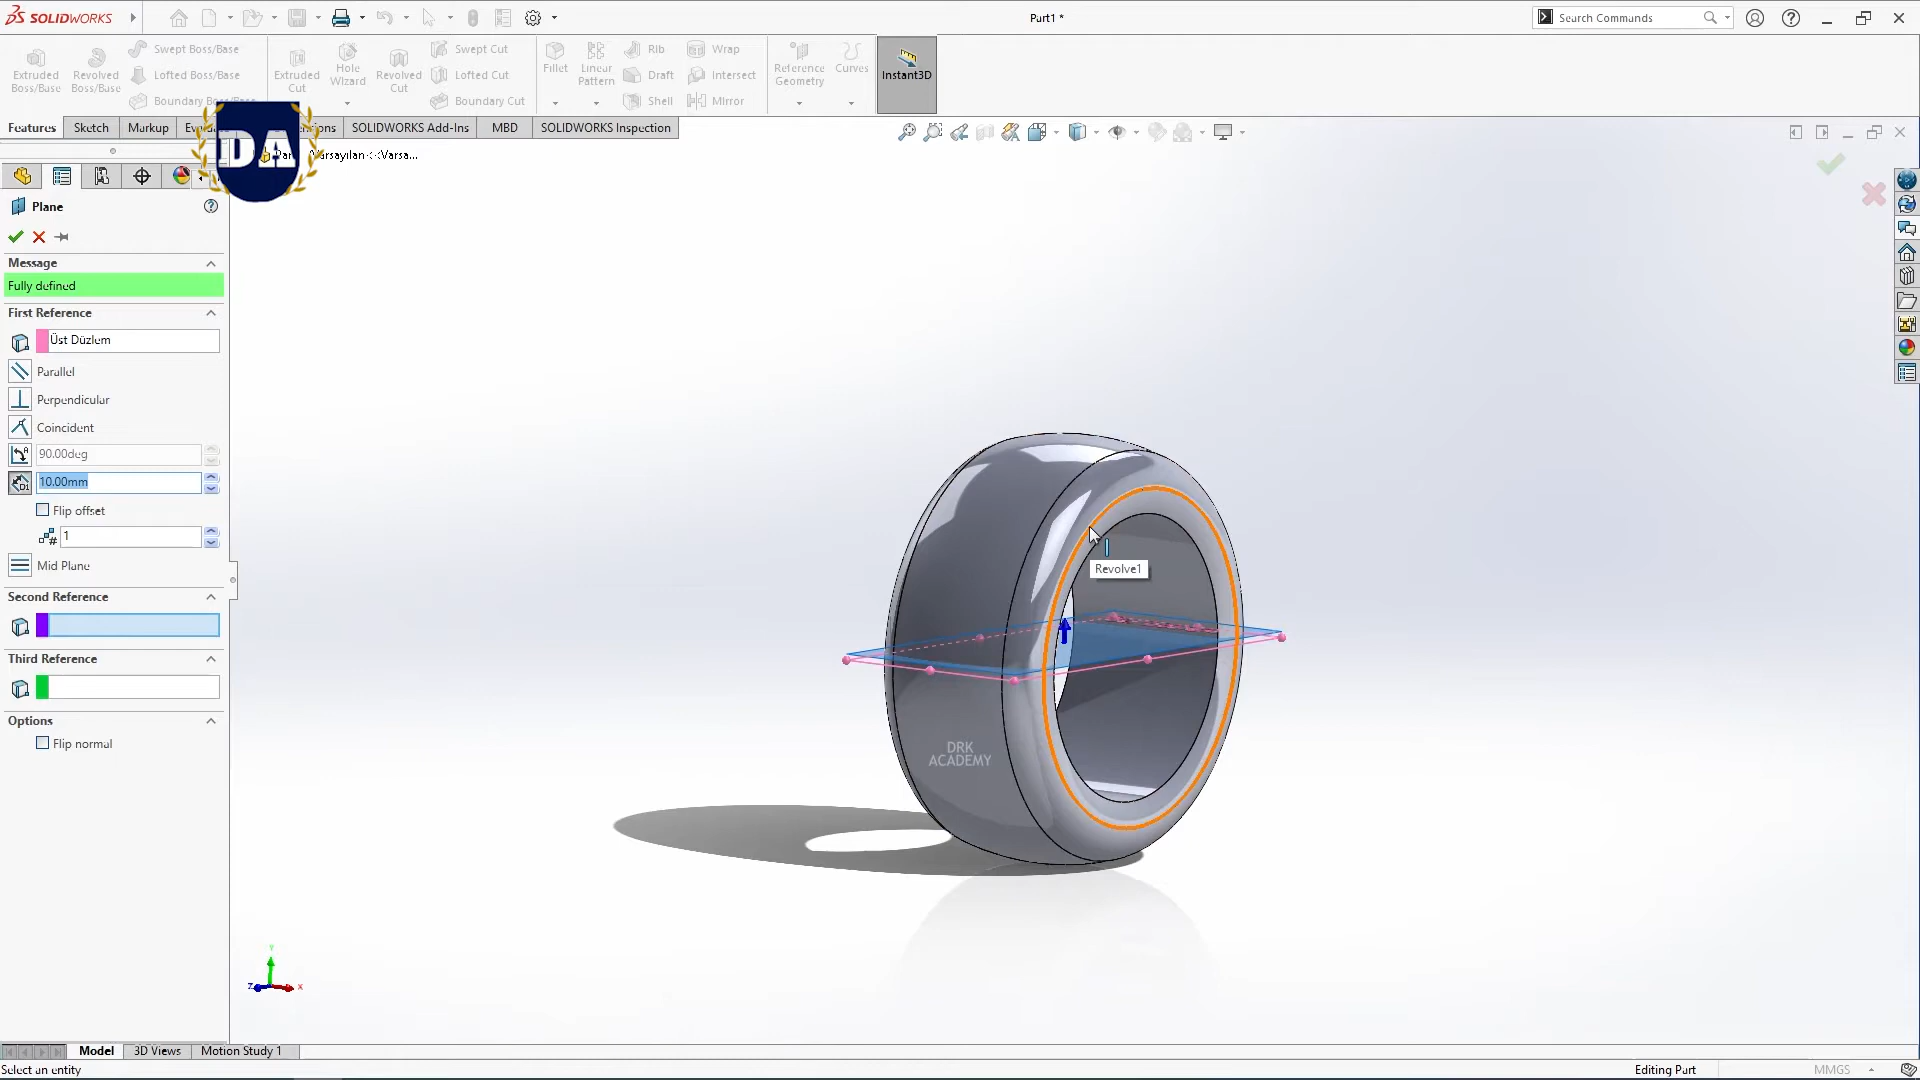 SOLIDWORKS
Part1 *
Search Commands
Extruded Boss/Base
Revolved Boss/Base
Swept Boss/Base
Lofted Boss/Base
Boundary Boss/Base
Extruded Cut
Hole Wizard
Revolved Cut
Swept Cut
Lofted Cut
Boundary Cut
Fillet
Linear Pattern
Rib
Draft
Shell
Wrap
Intersect
Mirror
Reference Geometry
Curves
Instant3D
Features
Sketch
Markup
SOLIDWORKS Add-Ins
MBD
SOLIDWORKS Inspection
DA
Plane
Message
Fully defined
First Reference
Üst Düzlem
Parallel
Perpendicular
Coincident
90.00deg
10.00mm
Flip offset
1
Mid Plane
Second Reference
Third Reference
Options
Flip normal
Revolve1
DRK
ACADEMY
Y
Z
X
Model
3D Views
Motion Study 1
Select an entity
Editing Part
MMGS